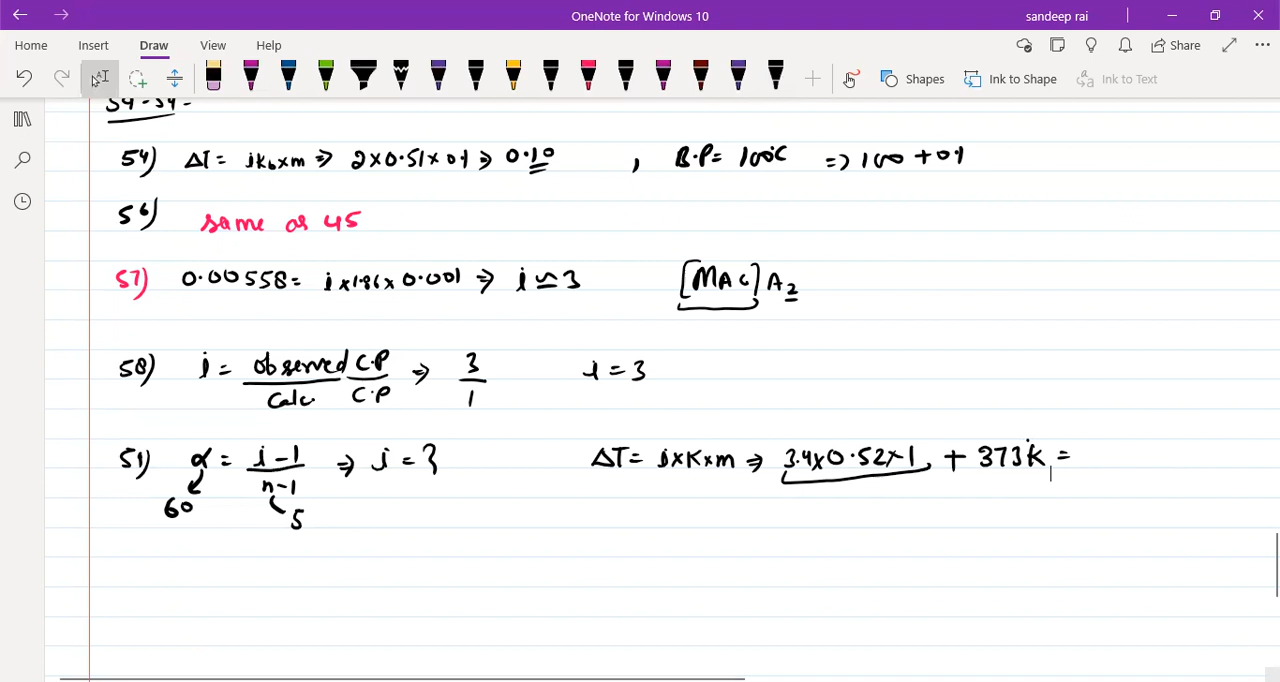 OneNote for Windows 10
sandeep rai
Home Insert Draw View Help
Share
Shapes Ink to Shape Ink to Text
54-59=
54) ΔT = iKb×m ⇒ 2×0.51×0.1 ⇒ 0.10 , B.P = 100°C ⇒ 100+0.1
56) same as 45
57) 0.00558 = i×1.86×0.001 ⇒ i ≃ 3 [MAC]A2
58) i = observed C.P / Calc. C.P ⇒ 3/1 i = 3
51) α = i-1 / n-1 ⇒ i = ? ΔT = i×K×m ⇒ 3.4×0.52×1 + 373K =
60 5